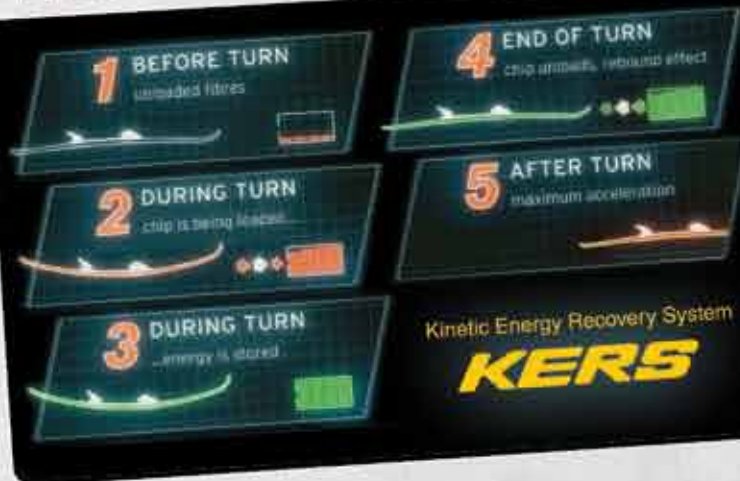 1 BEFORE TURN
unloaded fibres
2 DURING TURN
chip is being loaded...
3 DURING TURN
...energy is stored
4 END OF TURN
chip unloads, rebound effect
5 AFTER TURN
maximum acceleration
Kinetic Energy Recovery System
KERS